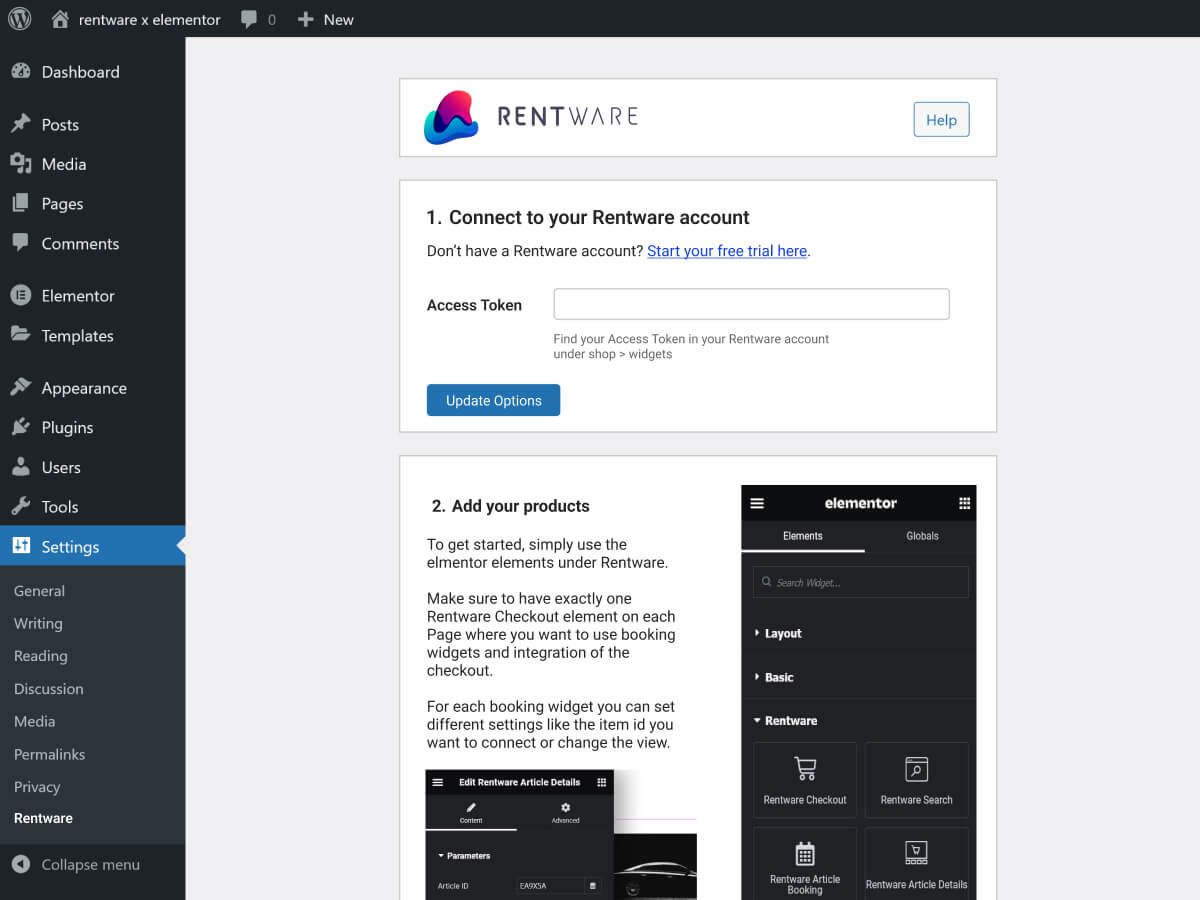 rentware x elementor 0 New
Dashboard
Posts
Media
Pages
Comments
Elementor
Templates
Appearance
Plugins
Users
Tools
Settings
General
Writing
Reading
Discussion
Media
Permalinks
Privacy
Rentware
Collapse menu
RENTWARE
Help
1. Connect to your Rentware account
Don’t have a Rentware account? Start your free trial here.
Access Token
Find your Access Token in your Rentware account
under shop > widgets
Update Options
2. Add your products
To get started, simply use the
elmentor elements under Rentware.
Make sure to have exactly one
Rentware Checkout element on each
Page where you want to use booking
widgets and integration of the
checkout.
For each booking widget you can set
different settings like the item id you
want to connect or change the view.
Edit Rentware Article Details
Content Advanced
Parameters
Article ID EA9X5A
elementor
Elements Globals
Search Widget...
Layout
Basic
Rentware
Rentware Checkout Rentware Search
Rentware Article
Booking
Rentware Article Details